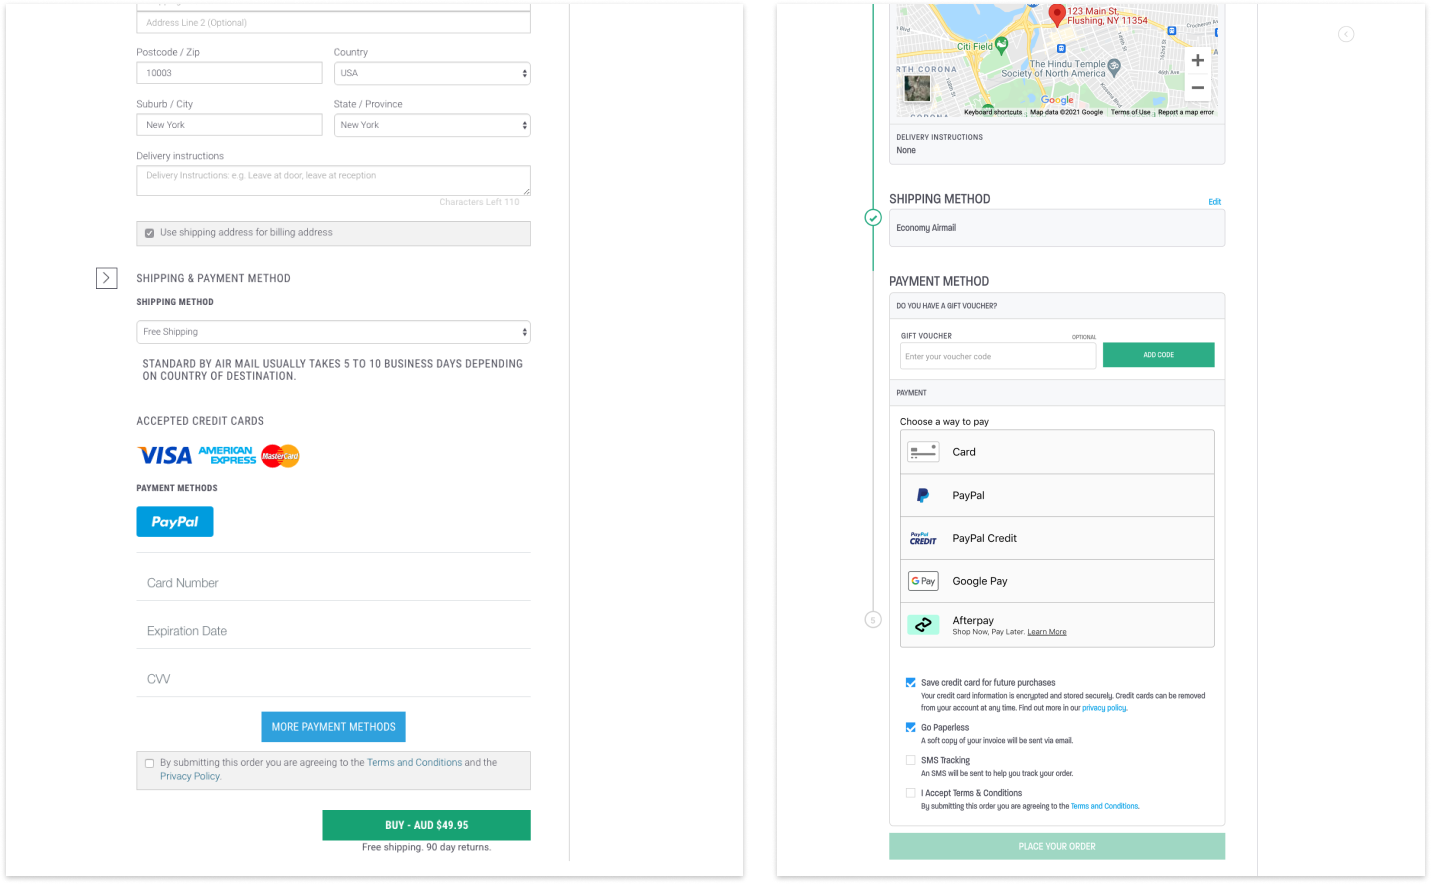 Address Line 2 (Optional)
Postcode / Zip
Country
10003
USA
Suburb / City
State / Province
New York
New York
Delivery instructions
Delivery Instructions: e.g. Leave at door, leave at reception
Characters Left 110
Use shipping address for billing address
SHIPPING & PAYMENT METHOD
SHIPPING METHOD
Free Shipping
STANDARD BY AIR MAIL USUALLY TAKES 5 TO 10 BUSINESS DAYS DEPENDING
ON COUNTRY OF DESTINATION.
ACCEPTED CREDIT CARDS
VISA
AMERICAN
EXPRESS
MasterCard
PAYMENT METHODS
PayPal
Card Number
Expiration Date
CVV
MORE PAYMENT METHODS
By submitting this order you are agreeing to the Terms and Conditions and the
Privacy Policy.
BUY - AUD $49.95
Free shipping. 90 day returns.
123 Main St,
Flushing, NY 11354
Citi Field
The Hindu Temple
Society of North America
RTH CORONA
CORONA
Google
Keyboard shortcuts
Map data ©2021 Google
Terms of Use
Report a map error
DELIVERY INSTRUCTIONS
None
SHIPPING METHOD
Edit
Economy Airmail
PAYMENT METHOD
DO YOU HAVE A GIFT VOUCHER?
GIFT VOUCHER
OPTIONAL
Enter your voucher code
ADD CODE
PAYMENT
Choose a way to pay
Card
PayPal
PayPal
CREDIT
PayPal Credit
G Pay
Google Pay
5
Afterpay
Shop Now, Pay Later. Learn More
Save credit card for future purchases
Your credit card information is encrypted and stored securely. Credit cards can be removed
from your account at any time. Find out more in our privacy policy.
Go Paperless
A soft copy of your invoice will be sent via email.
SMS Tracking
An SMS will be sent to help you track your order.
I Accept Terms & Conditions
By submitting this order you are agreeing to the Terms and Conditions.
PLACE YOUR ORDER